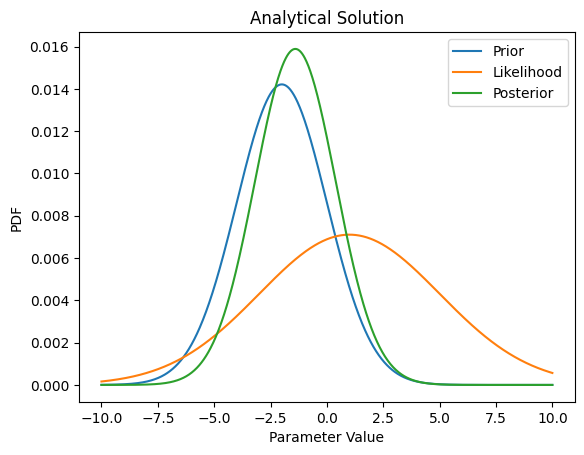 Analytical Solution
Prior
Likelihood
Posterior
0.016
0.014
0.012
0.010
0.008
0.006
0.004
0.002
0.000
PDF
−10.0 −7.5 −5.0 −2.5 0.0 2.5 5.0 7.5 10.0
Parameter Value